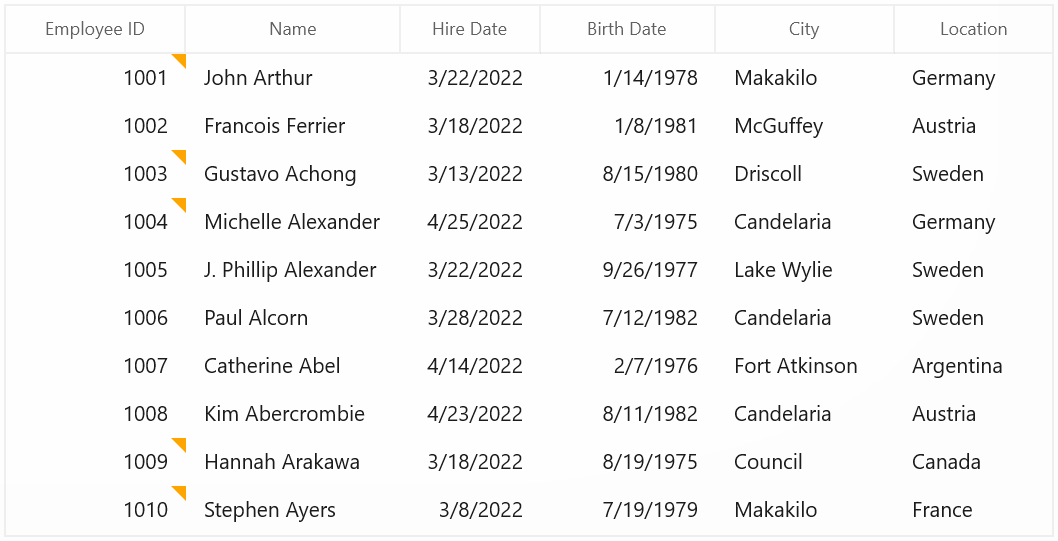 Employee ID Name Hire Date Birth Date City Location
1001 John Arthur 3/22/2022 1/14/1978 Makakilo Germany
1002 Francois Ferrier 3/18/2022 1/8/1981 McGuffey Austria
1003 Gustavo Achong 3/13/2022 8/15/1980 Driscoll Sweden
1004 Michelle Alexander 4/25/2022 7/3/1975 Candelaria Germany
1005 J. Phillip Alexander 3/22/2022 9/26/1977 Lake Wylie Sweden
1006 Paul Alcorn 3/28/2022 7/12/1982 Candelaria Sweden
1007 Catherine Abel 4/14/2022 2/7/1976 Fort Atkinson Argentina
1008 Kim Abercrombie 4/23/2022 8/11/1982 Candelaria Austria
1009 Hannah Arakawa 3/18/2022 8/19/1975 Council Canada
1010 Stephen Ayers 3/8/2022 7/19/1979 Makakilo France